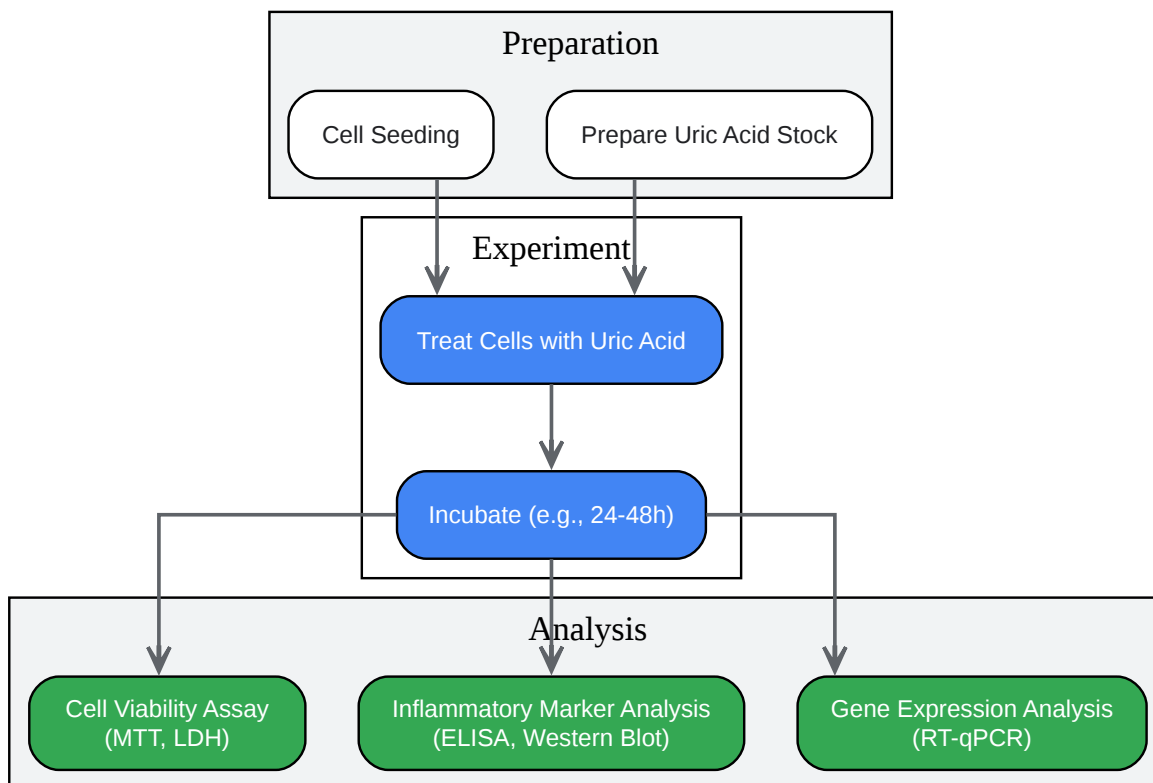 Preparation
Cell Seeding
Prepare Uric Acid Stock
Experiment
Treat Cells with Uric Acid
Incubate (e.g., 24-48h)
Analysis
Cell Viability Assay
(MTT, LDH)
Inflammatory Marker Analysis
(ELISA, Western Blot)
Gene Expression Analysis
(RT-qPCR)